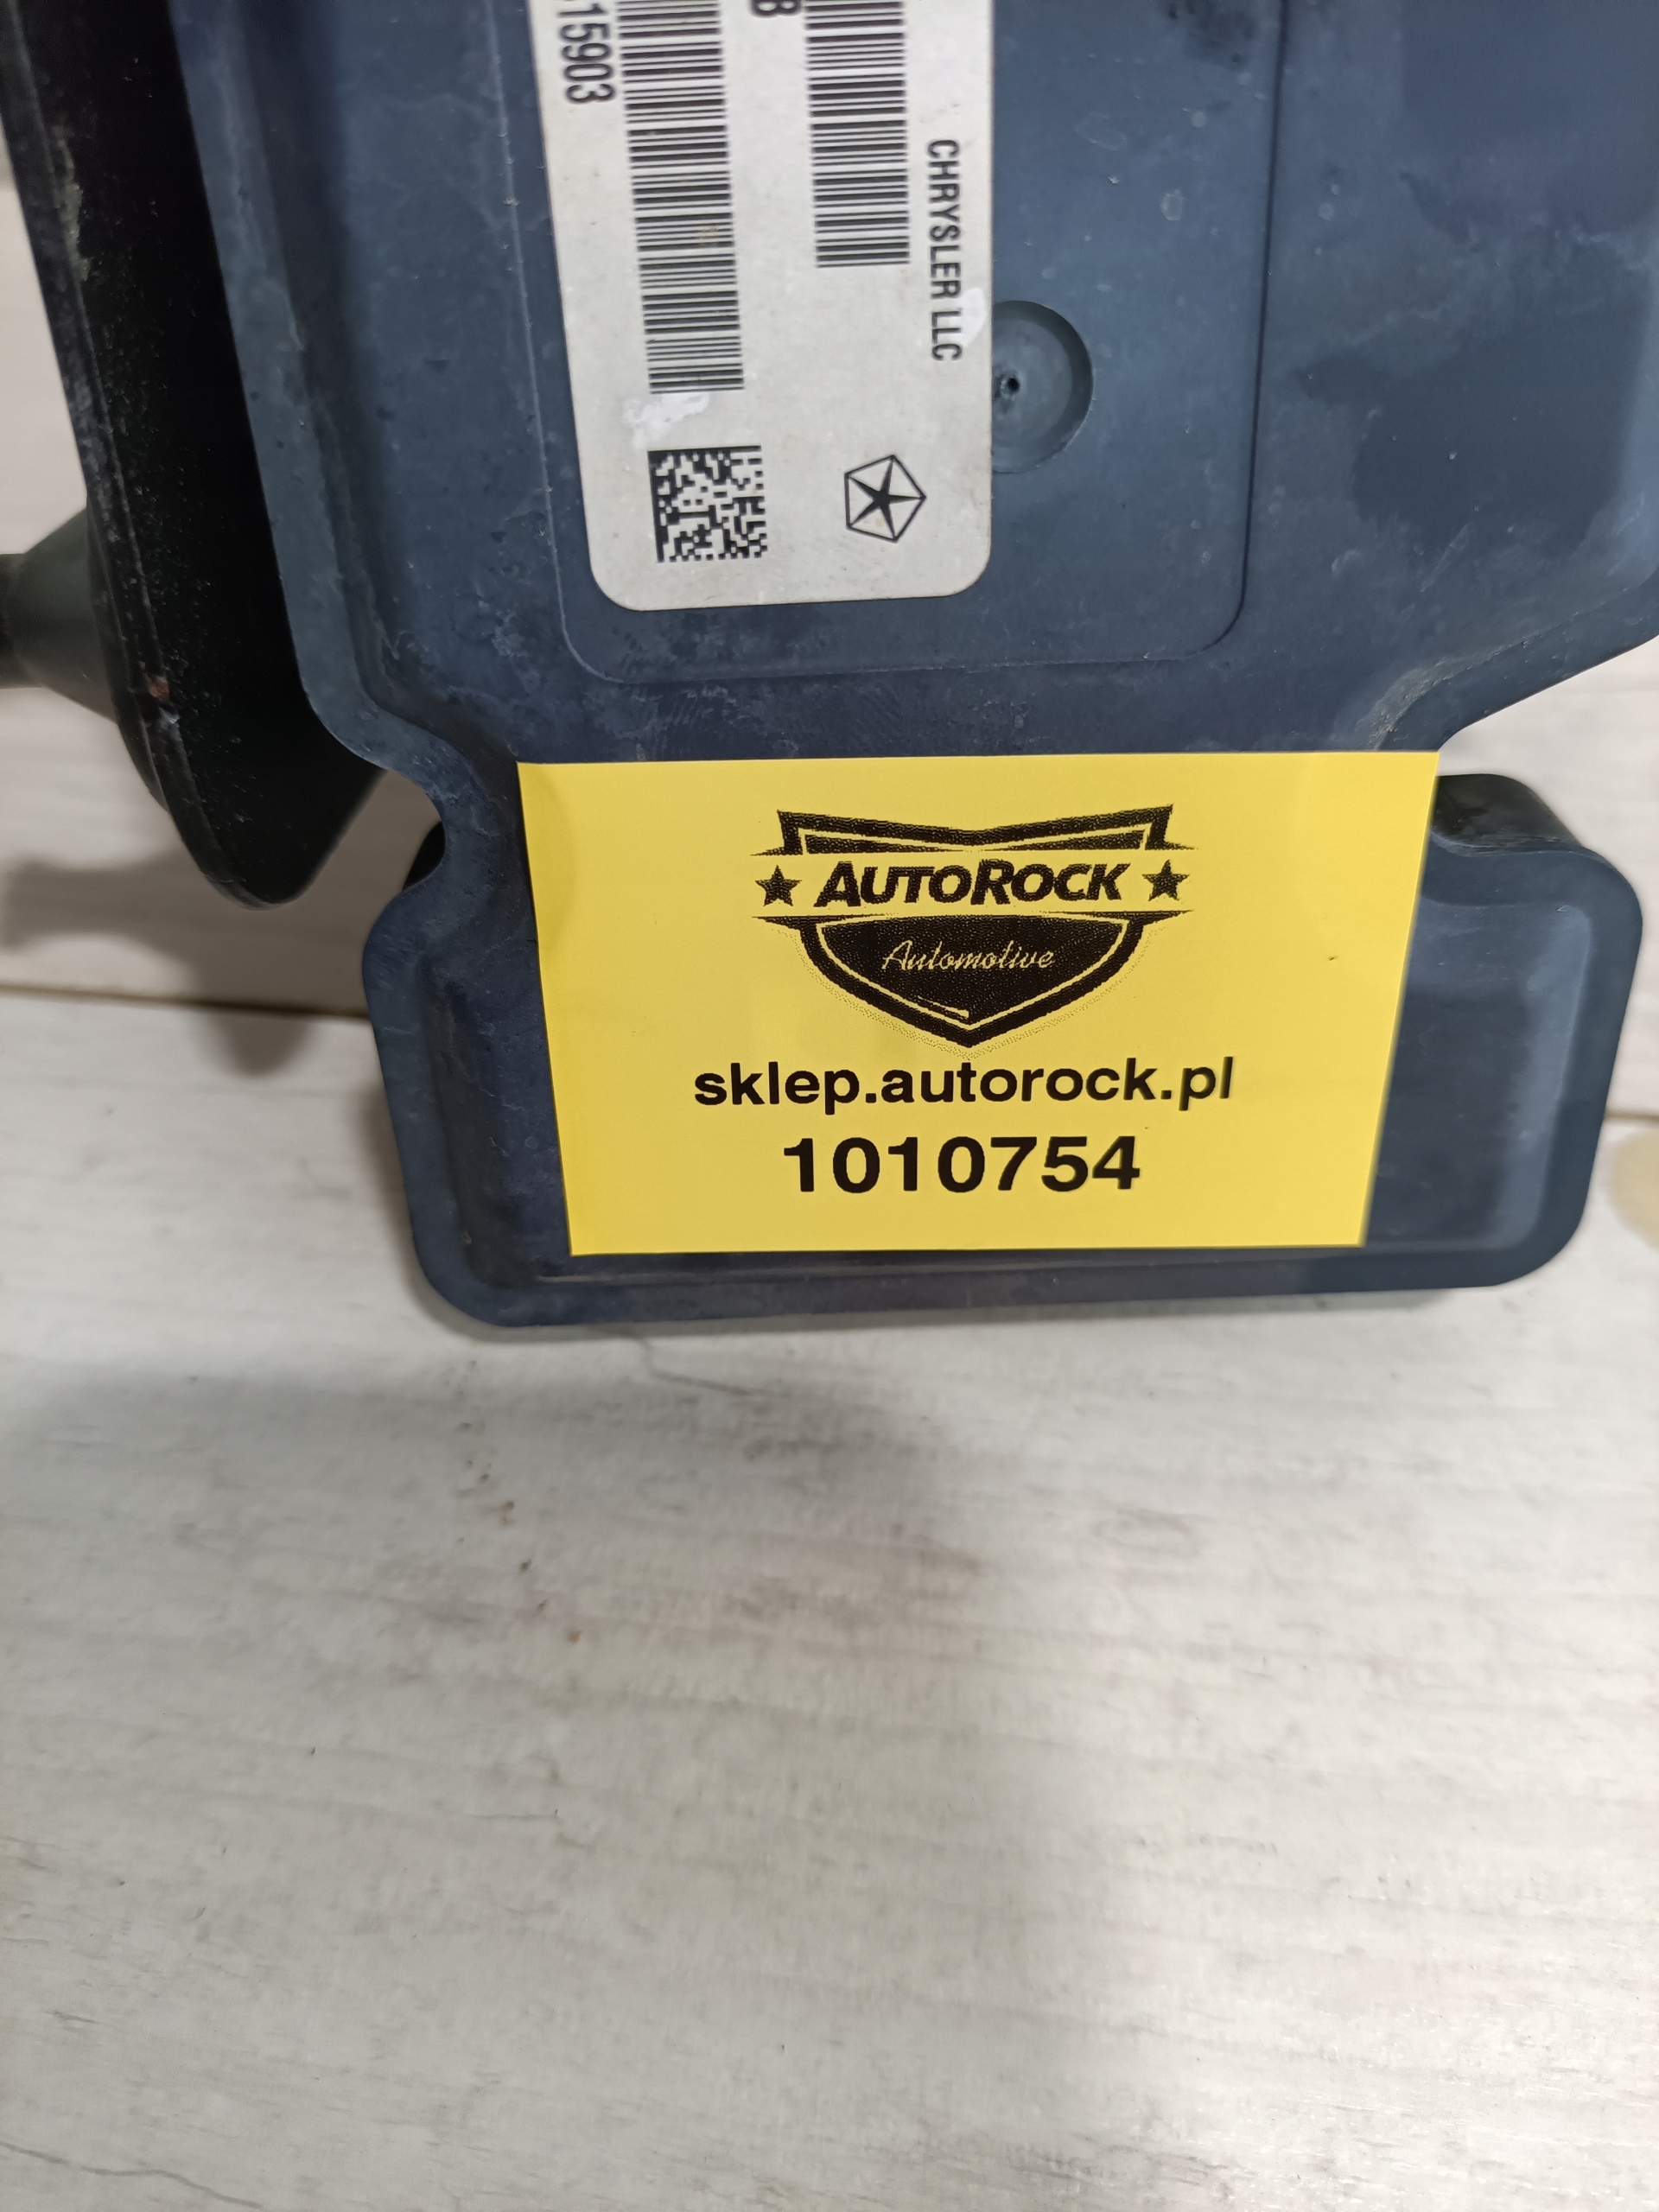 15903
B
CHRYSLER LLC
AUTOROCK
Automotive
sklep.autorock.pl
1010754